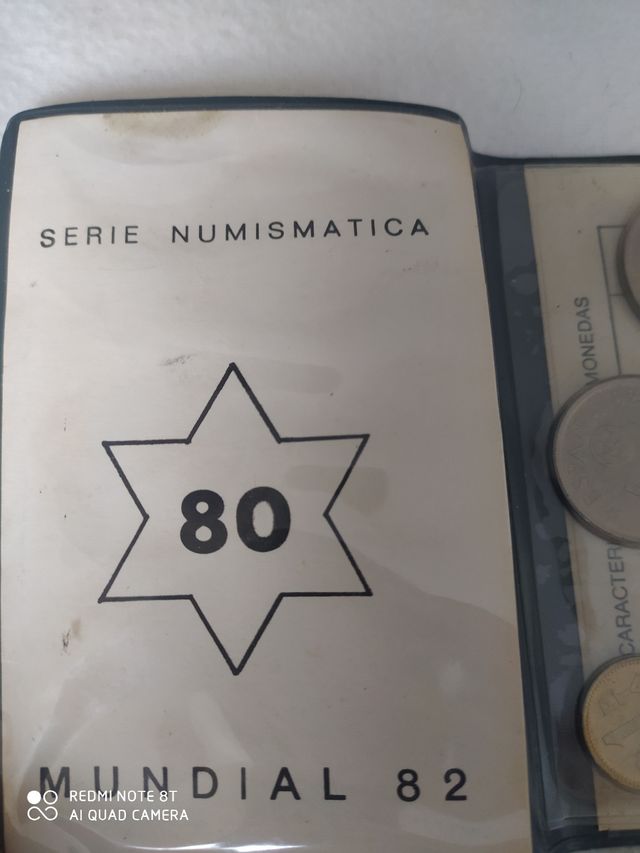 SERIE NUMISMATICA
80
MUNDIAL 82
MONEDAS
CARACTER
REDMI NOTE 8T
AI QUAD CAMERA